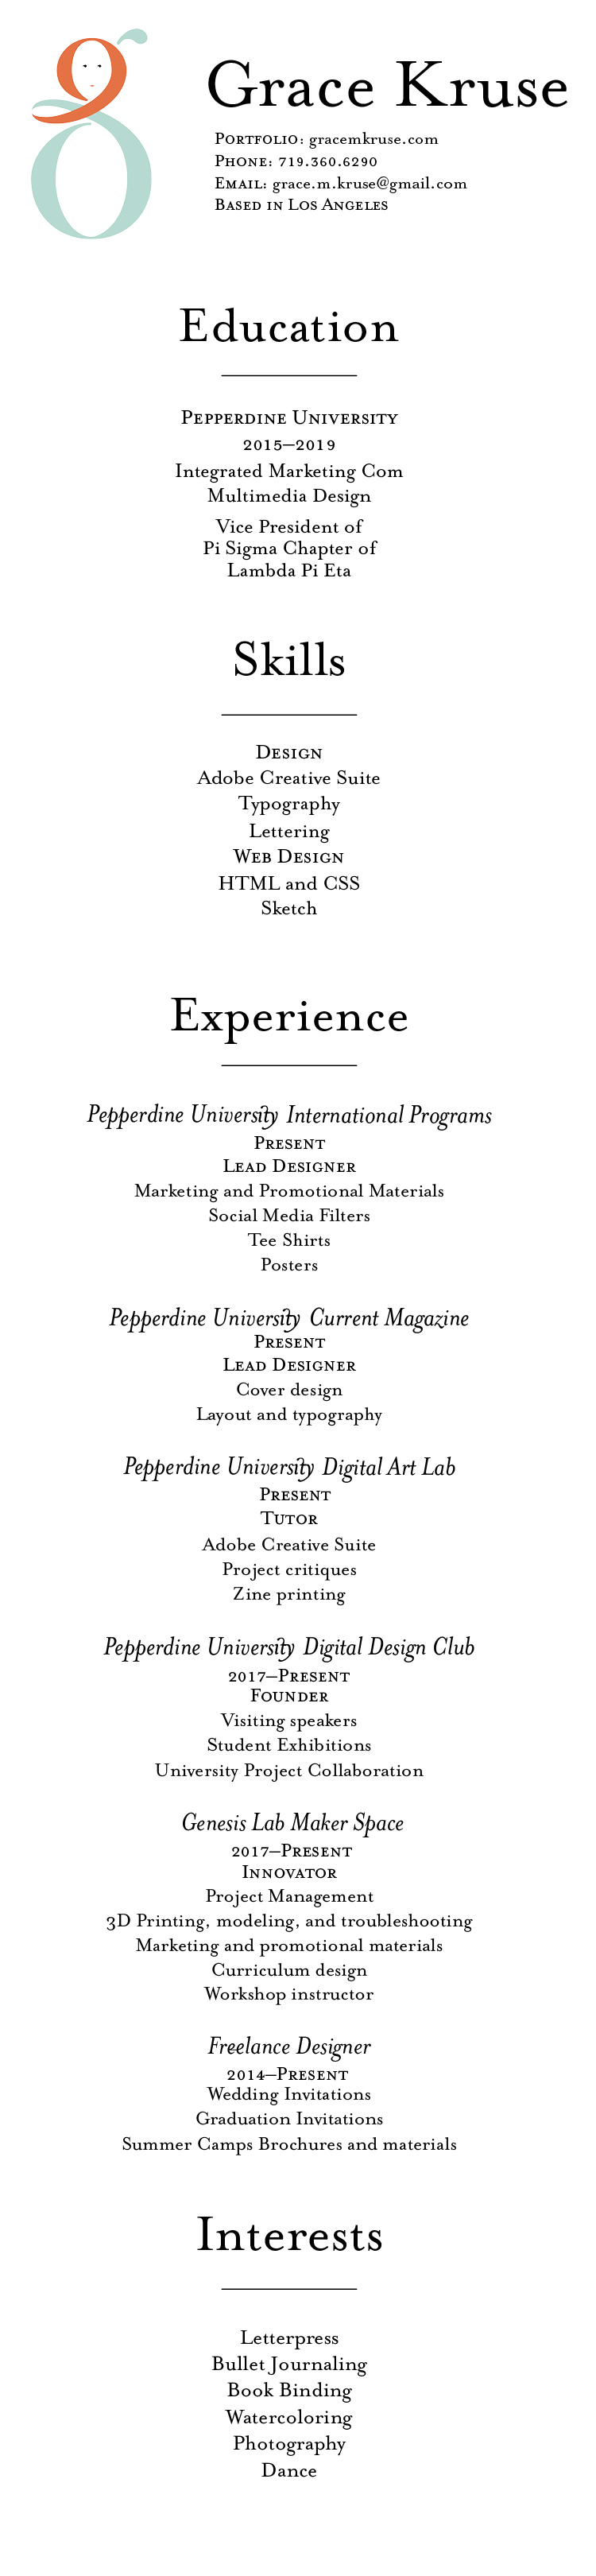 Grace Kruse
Portfolio: gracemkruse.com
Phone: 719.360.6290
Email: grace.m.kruse@gmail.com
Based in Los Angeles
Education
Pepperdine University
2015–2019
Integrated Marketing Com
Multimedia Design
Vice President of
Pi Sigma Chapter of
Lambda Pi Eta
Skills
Design
Adobe Creative Suite
Typography
Lettering
Web Design
HTML and CSS
Sketch
Experience
Pepperdine University International Programs
Present
Lead Designer
Marketing and Promotional Materials
Social Media Filters
Tee Shirts
Posters
Pepperdine University Current Magazine
Present
Lead Designer
Cover design
Layout and typography
Pepperdine University Digital Art Lab
Present
Tutor
Adobe Creative Suite
Project critiques
Zine printing
Pepperdine University Digital Design Club
2017–Present
Founder
Visiting speakers
Student Exhibitions
University Project Collaboration
Genesis Lab Maker Space
2017–Present
Innovator
Project Management
3D Printing, modeling, and troubleshooting
Marketing and promotional materials
Curriculum design
Workshop instructor
Freelance Designer
2014–Present
Wedding Invitations
Graduation Invitations
Summer Camps Brochures and materials
Interests
Letterpress
Bullet Journaling
Book Binding
Watercoloring
Photography
Dance